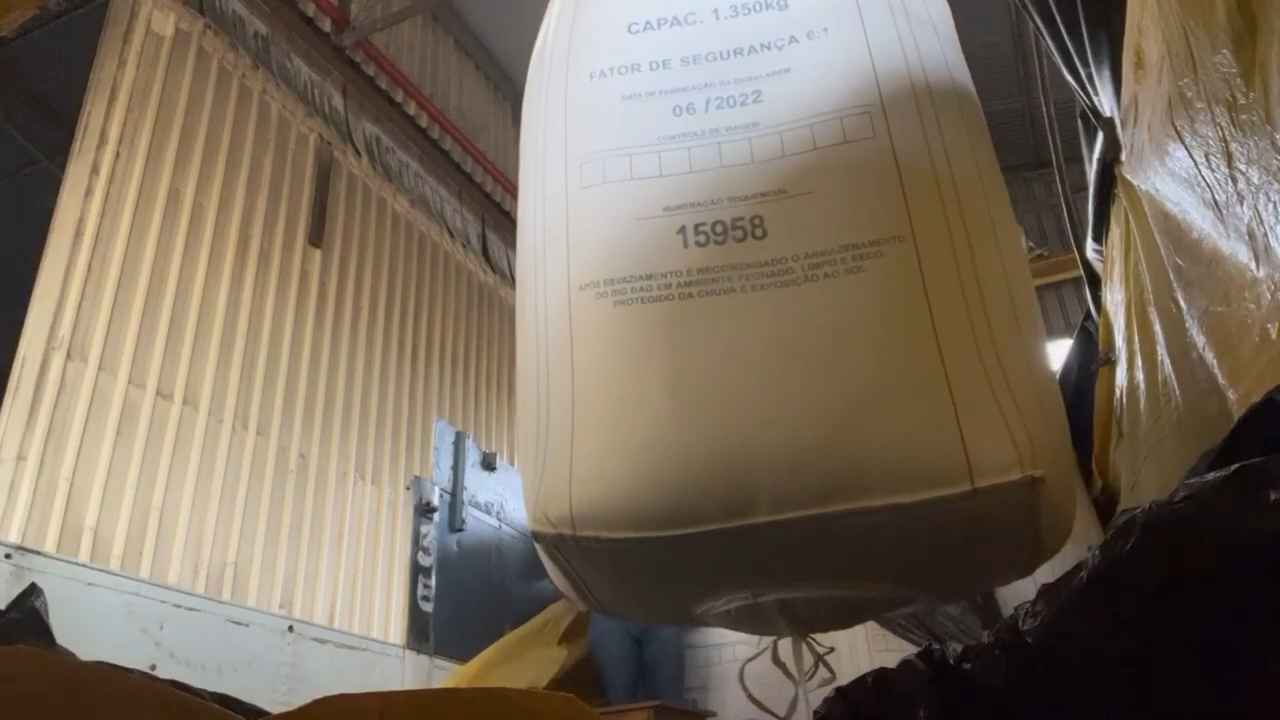 CAPAC. 1.350kg
FATOR DE SEGURANÇA 6:1
DATA DE FABRICAÇÃO DA EMBALAGEM
06 / 2022
CONTROLE DE VIAGEM
NUMERAÇÃO SEQUENCIAL
15958
APÓS ESVAZIAMENTO É RECOMENDADO O ARMAZENAMENTO
DO BIG BAG EM AMBIENTE FECHADO, LIMPO E SECO
PROTEGIDO DA CHUVA E EXPOSIÇÃO AO SOL